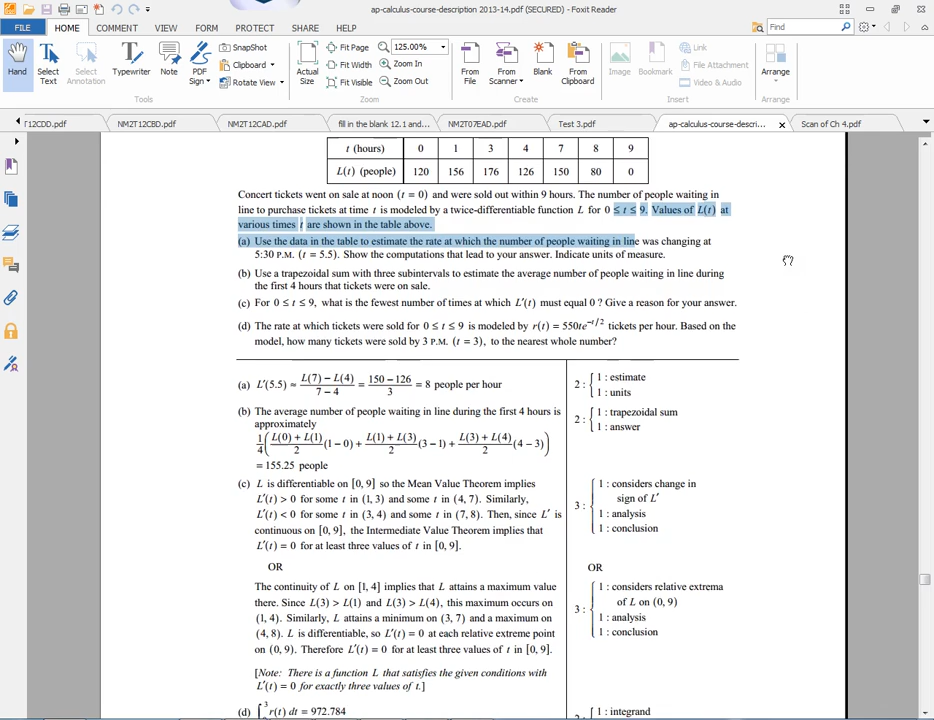 ap-calculus-course-description 2013-14.pdf (SECURED) - Foxit Reader
FILE HOME COMMENT VIEW FORM PROTECT SHARE HELP Find
Hand Select Text Select Annotation Typewriter Note PDF Sign SnapShot Clipboard Rotate View
Actual Size Fit Page Fit Width Fit Visible 125.00% Zoom In Zoom Out
From File From Scanner Blank From Clipboard Image Bookmark Link File Attachment Video & Audio Arrange
Tools Zoom Create Insert Arrange
T12CDD.pdf NM2T12CBD.pdf NM2T12CAD.pdf fill in the blank 12.1 and... NM2T07EAD.pdf Test 3.pdf ap-calculus-course-descri... Scan of Ch 4.pdf
t (hours) 0 1 3 4 7 8 9
L(t) (people) 120 156 176 126 150 80 0
Concert tickets went on sale at noon (t = 0) and were sold out within 9 hours. The number of people waiting in
line to purchase tickets at time t is modeled by a twice-differentiable function L for 0 ≤ t ≤ 9. Values of L(t) at
various times t are shown in the table above.
(a) Use the data in the table to estimate the rate at which the number of people waiting in line was changing at
5:30 P.M. (t = 5.5). Show the computations that lead to your answer. Indicate units of measure.
(b) Use a trapezoidal sum with three subintervals to estimate the average number of people waiting in line during
the first 4 hours that tickets were on sale.
(c) For 0 ≤ t ≤ 9, what is the fewest number of times at which L′(t) must equal 0 ? Give a reason for your answer.
(d) The rate at which tickets were sold for 0 ≤ t ≤ 9 is modeled by r(t) = 550te^(−t/2) tickets per hour. Based on the
model, how many tickets were sold by 3 P.M. (t = 3), to the nearest whole number?
(a) L′(5.5) ≈ (L(7) − L(4))/(7 − 4) = (150 − 126)/3 = 8 people per hour
2 : { 1 : estimate
1 : units
(b) The average number of people waiting in line during the first 4 hours is
approximately
1/4 ( (L(0) + L(1))/2 (1 − 0) + (L(1) + L(3))/2 (3 − 1) + (L(3) + L(4))/2 (4 − 3) )
= 155.25 people
2 : { 1 : trapezoidal sum
1 : answer
(c) L is differentiable on [0, 9] so the Mean Value Theorem implies
L′(t) > 0 for some t in (1, 3) and some t in (4, 7). Similarly,
L′(t) < 0 for some t in (3, 4) and some t in (7, 8). Then, since L′ is
continuous on [0, 9], the Intermediate Value Theorem implies that
L′(t) = 0 for at least three values of t in [0, 9].
3 : { 1 : considers change in
sign of L′
1 : analysis
1 : conclusion
OR
OR
The continuity of L on [1, 4] implies that L attains a maximum value
there. Since L(3) > L(1) and L(3) > L(4), this maximum occurs on
(1, 4). Similarly, L attains a minimum on (3, 7) and a maximum on
(4, 8). L is differentiable, so L′(t) = 0 at each relative extreme point
on (0, 9). Therefore L′(t) = 0 for at least three values of t in [0, 9].
3 : { 1 : considers relative extrema
of L on (0, 9)
1 : analysis
1 : conclusion
[Note: There is a function L that satisfies the given conditions with
L′(t) = 0 for exactly three values of t.]
(d) ∫ 3 r(t) dt = 972.784
2 : { 1 : integrand